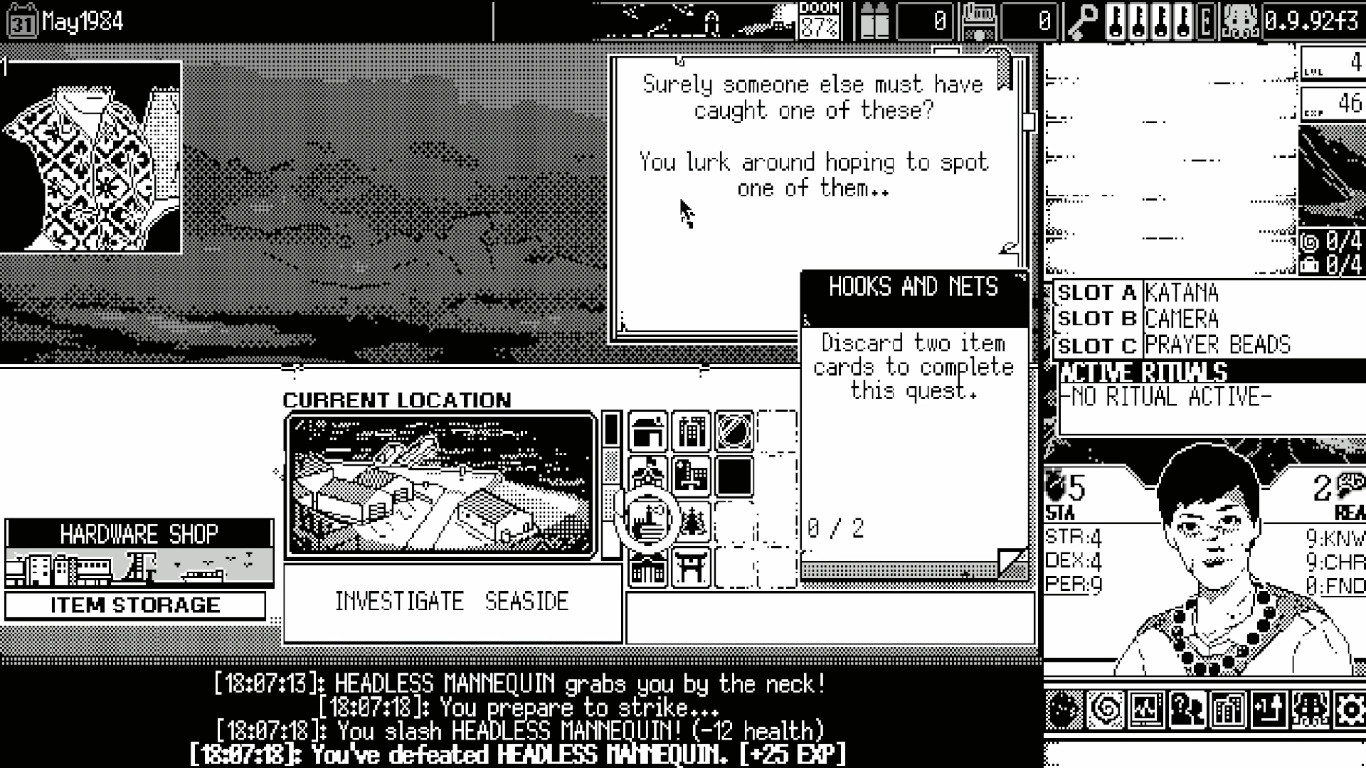 31
May1984
DOOM
87%
0
0
E
0.9.92f3
Surely someone else must have
caught one of these?
You lurk around hoping to spot
one of them..
LVL 4
EXP 46
0/4
0/4
HOOKS AND NETS
Discard two item
cards to complete
this quest.
0 / 2
SLOT A KATANA
SLOT B CAMERA
SLOT C PRAYER BEADS
ACTIVE RITUALS
-NO RITUAL ACTIVE-
CURRENT LOCATION
HARDWARE SHOP
ITEM STORAGE
INVESTIGATE SEASIDE
5
STA
2
REA
STR:4
DEX:4
PER:9
9:KNW
9:CHR
0:FND
[18:07:13]: HEADLESS MANNEQUIN grabs you by the neck!
[18:07:18]: You prepare to strike...
[18:07:18]: You slash HEADLESS MANNEQUIN! (-12 health)
[18:07:18]: You've defeated HEADLESS MANNEQUIN. [+25 EXP]